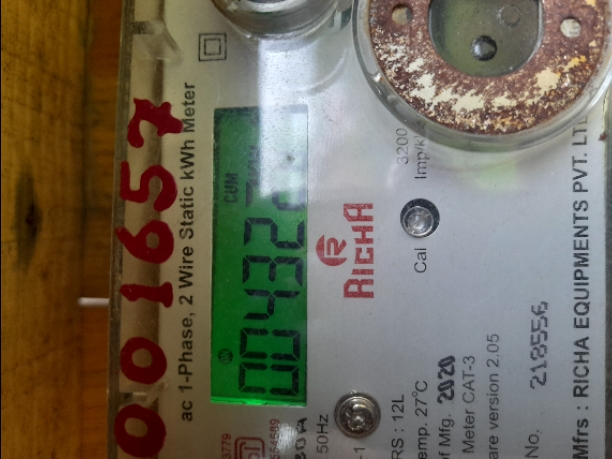 001657
ac 1-Phase, 2 Wire Static kWh Meter
CUM
00432
RICHA
50Hz
3200
Imp/k
Cal
RS : 12L
emp. 27°C
f Mfg. 2020
Meter CAT-3
are version 2.05
No. 218556
Mfrs : RICHA EQUIPMENTS PVT. LT